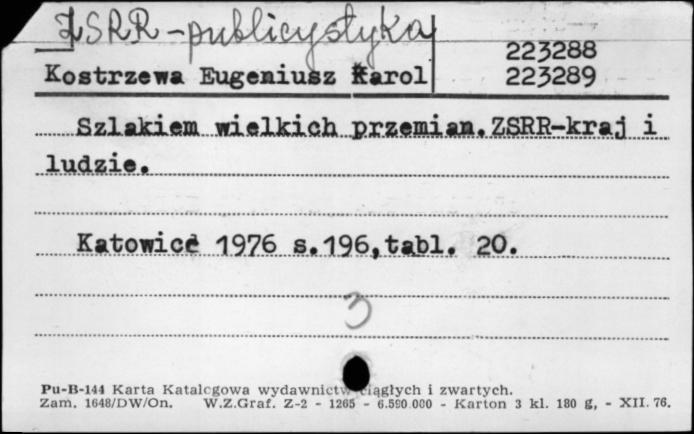 ZSRR-publicystyka
223288
Kostrzewa Eugeniusz Karol 223289
Szlakiem wielkich przemian.ZSRR-kraj i
ludzie.
Katowice 1976 s.196,tabl. 20.
3
Pu-B-144 Karta Katalogowa wydawnictw ciągłych i zwartych.
Zam. 1648/DW/On. W.Z.Graf. Z-2 - 1265 - 6.590.000 - Karton 3 kl. 180 g, - XII. 76.